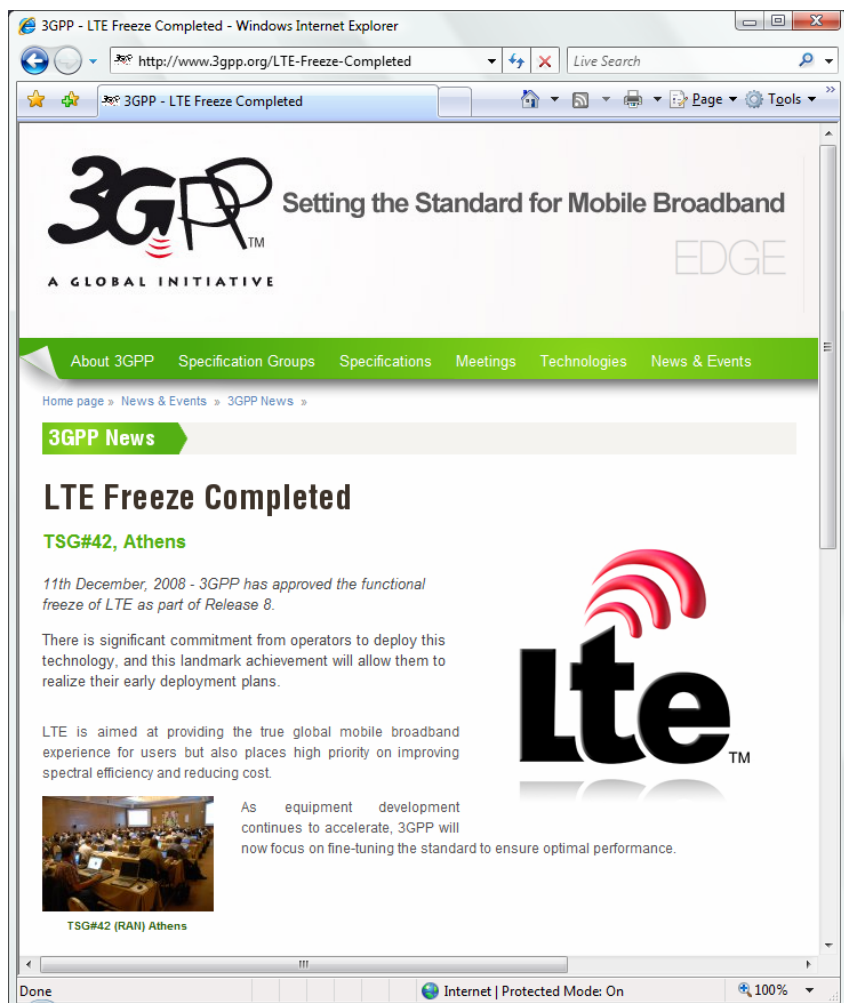 3GPP - LTE Freeze Completed - Windows Internet Explorer
http://www.3gpp.org/LTE-Freeze-Completed
Live Search
3GPP - LTE Freeze Completed
Page
Tools
3GPP TM
A GLOBAL INITIATIVE
Setting the Standard for Mobile Broadband
EDGE
About 3GPP Specification Groups Specifications Meetings Technologies News & Events
Home page » News & Events » 3GPP News »
3GPP News
LTE Freeze Completed
TSG#42, Athens
11th December, 2008 - 3GPP has approved the functional
freeze of LTE as part of Release 8.
There is significant commitment from operators to deploy this
technology, and this landmark achievement will allow them to
realize their early deployment plans.
Lte TM
LTE is aimed at providing the true global mobile broadband
experience for users but also places high priority on improving
spectral efficiency and reducing cost.
As equipment development
continues to accelerate, 3GPP will
now focus on fine-tuning the standard to ensure optimal performance.
TSG#42 (RAN) Athens
Done
Internet | Protected Mode: On
100%